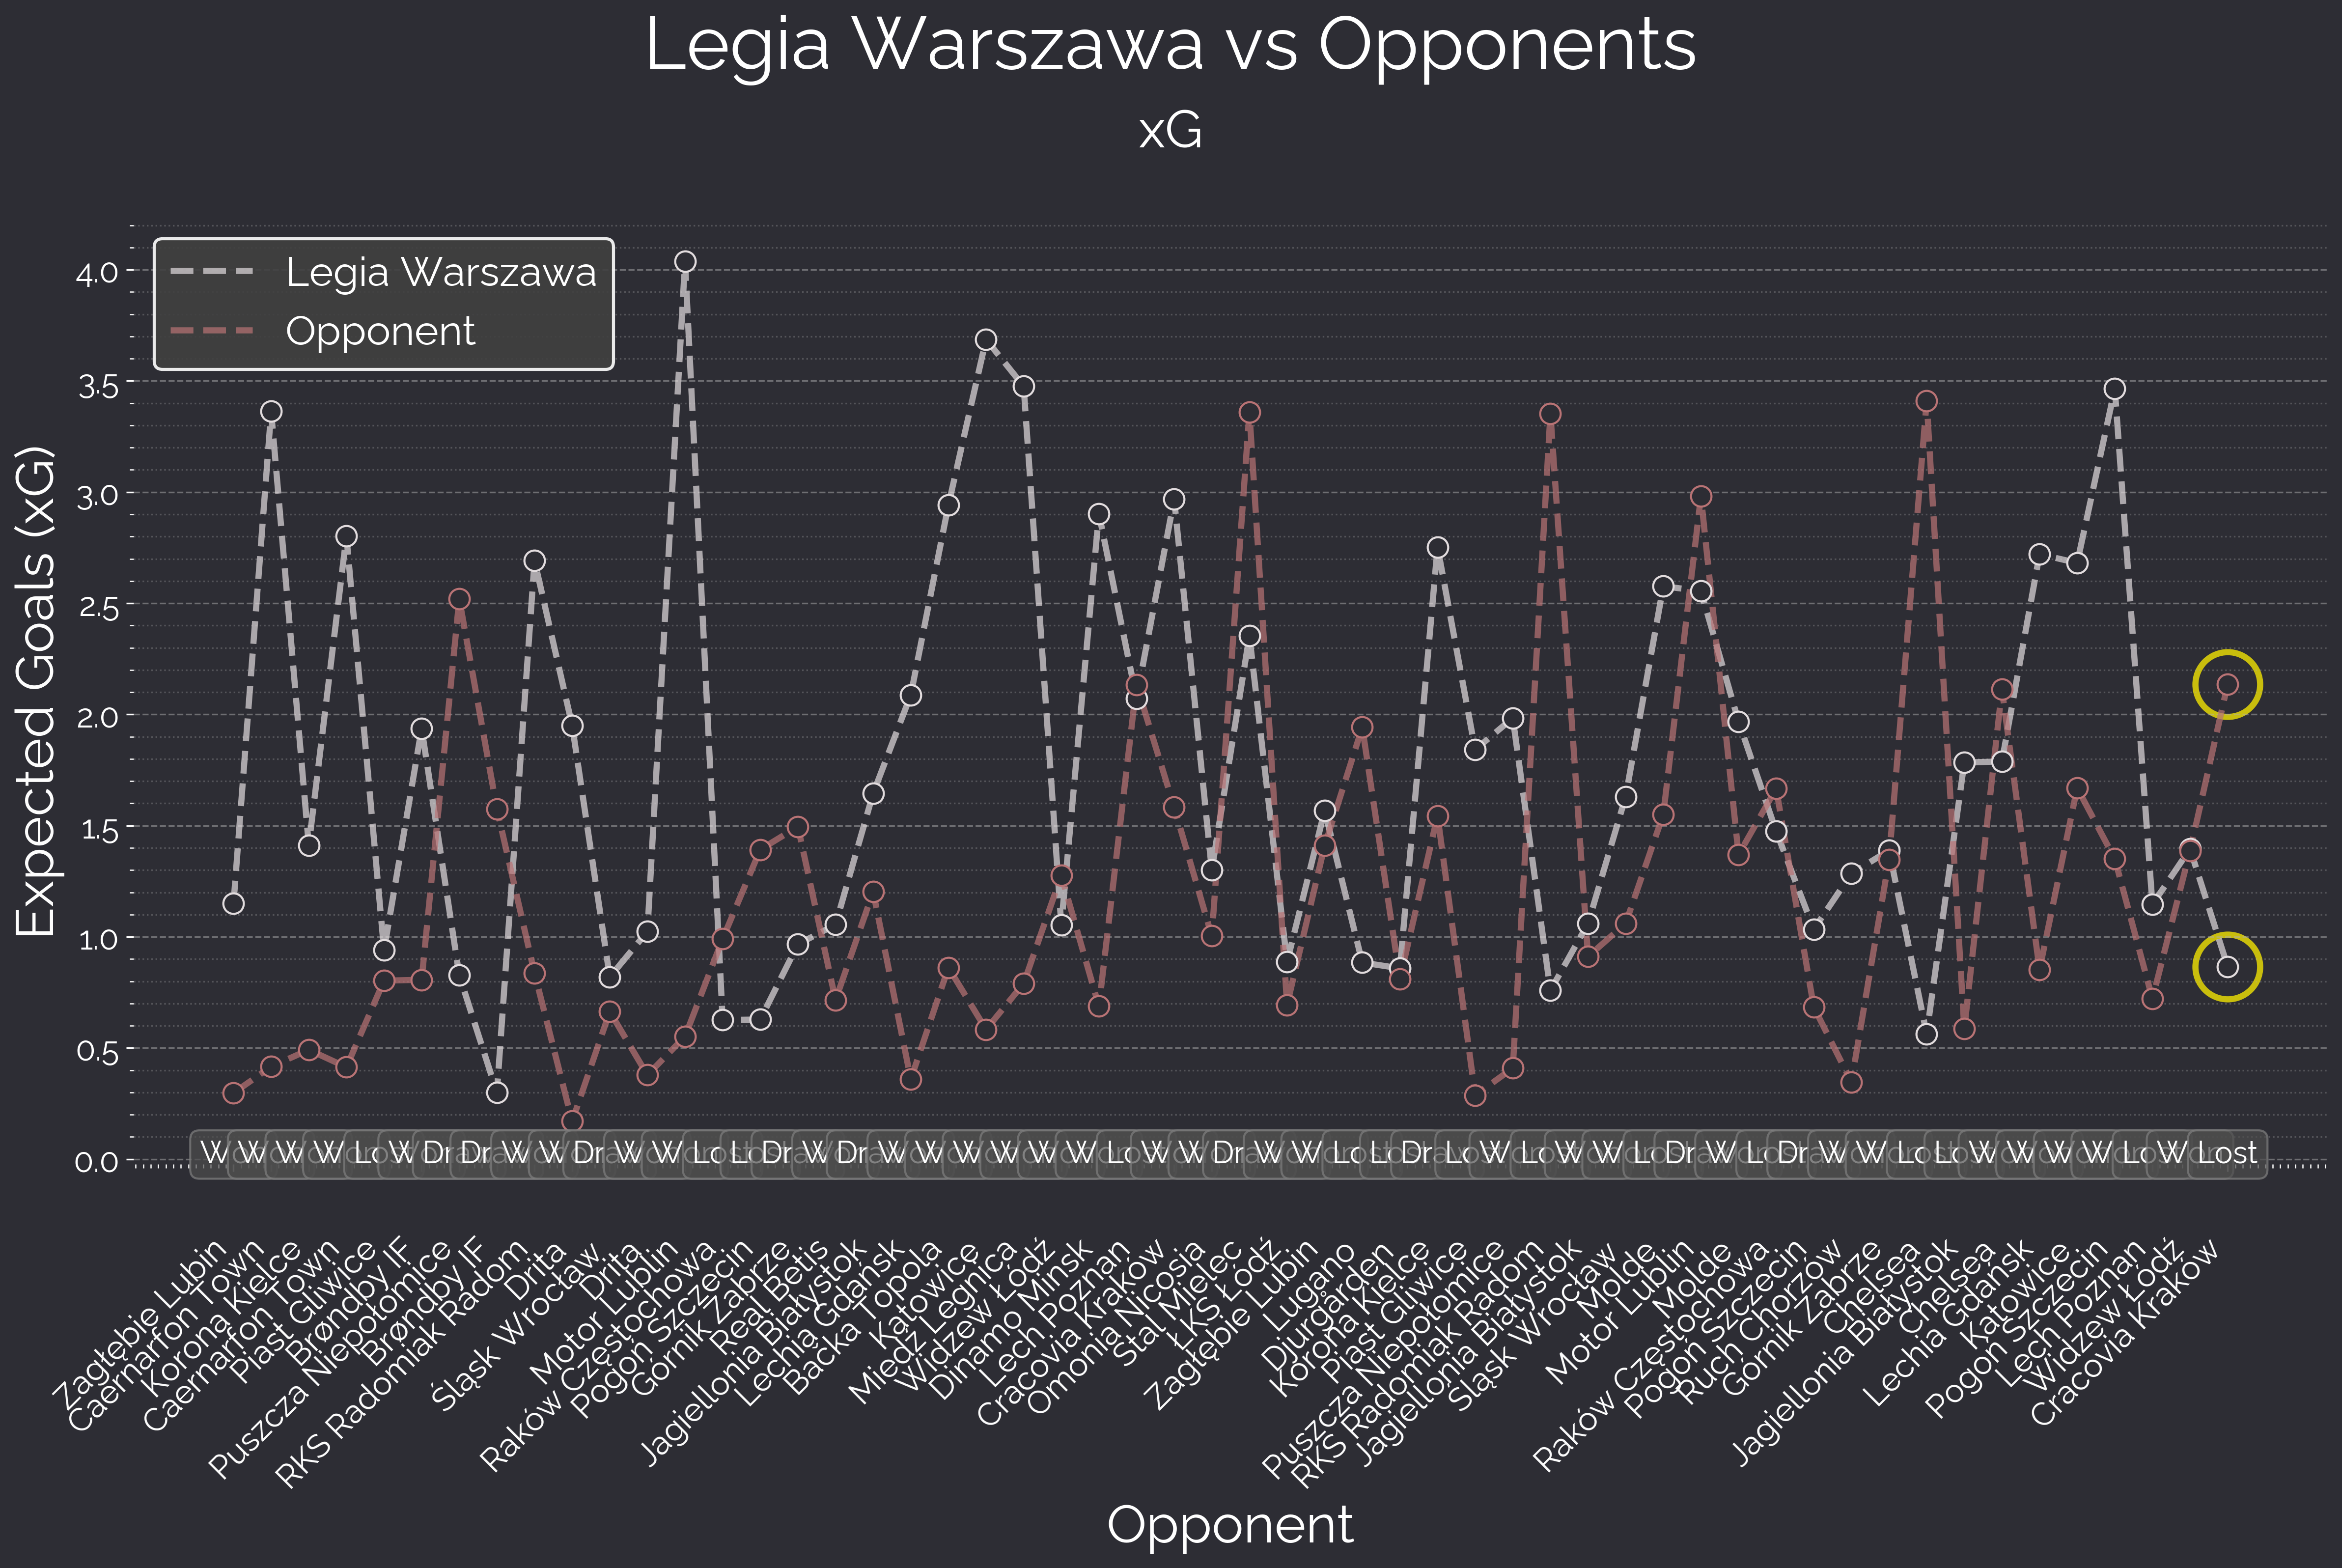 Legia Warszawa vs Opponents
xG
Legia Warszawa
Opponent
Expected Goals (xG)
4.0
3.5
3.0
2.5
2.0
1.5
1.0
0.5
0.0
Lost
Zagłębie Lubin
Caernarfon Town
Korona Kielce
Caernarfon Town
Piast Gliwice
Brøndby IF
Puszcza Niepołomice
Brøndby IF
RKS Radomiak Radom
Drita
Śląsk Wrocław
Drita
Motor Lublin
Raków Częstochowa
Pogoń Szczecin
Górnik Zabrze
Real Betis
Jagiellonia Białystok
Lechia Gdańsk
Backa Topola
Katowice
Miedź Legnica
Widzew Łódź
Dinamo Minsk
Lech Poznań
Cracovia Kraków
Omonia Nicosia
Stal Mielec
ŁKS Łódź
Zagłębie Lubin
Lugano
Djurgården
Korona Kielce
Piast Gliwice
Puszcza Niepołomice
RKS Radomiak Radom
Jagiellonia Białystok
Śląsk Wrocław
Molde
Motor Lublin
Molde
Raków Częstochowa
Pogoń Szczecin
Ruch Chorzów
Górnik Zabrze
Chelsea
Jagiellonia Białystok
Chelsea
Lechia Gdańsk
Katowice
Pogoń Szczecin
Lech Poznań
Widzew Łódź
Cracovia Kraków
Opponent